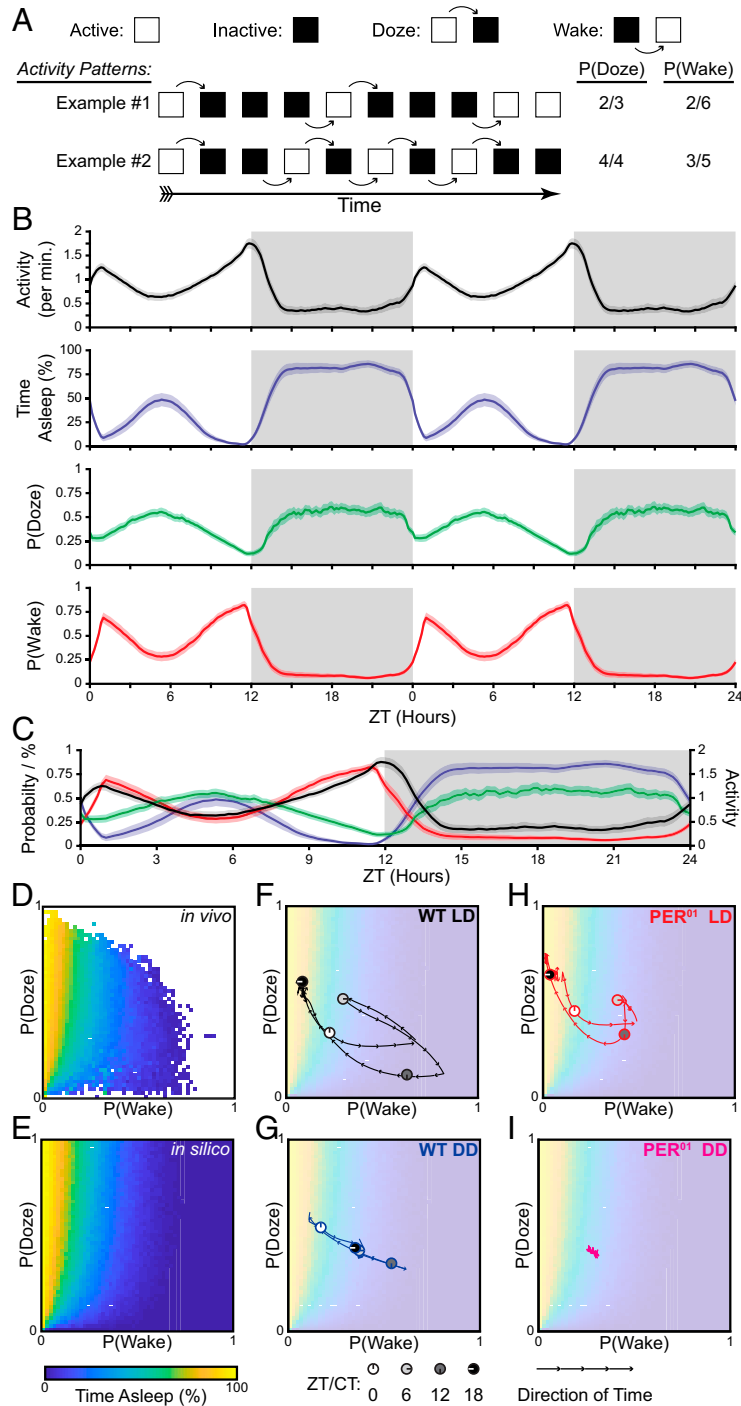 A
Active:
Inactive:
Doze:
Wake:
Activity Patterns:
P(Doze)
P(Wake)
Example #1
2/3
2/6
Example #2
4/4
3/5
Time
B
Activity
(per min.)
2
1.5
1
0.5
0
Time
Asleep (%)
100
75
50
25
0
P(Doze)
1
0.75
0.5
0.25
0
P(Wake)
1
0.75
0.5
0.25
0
0 6 12 18 0 6 12 18 24
ZT (Hours)
C
Probabilty / %
1
0.75
0.5
0.25
0
Activity
2
1.5
1
0.5
0
0 3 6 9 12 15 18 21 24
ZT (Hours)
D
in vivo
P(Doze)
1
0
P(Wake)
1
F
WT LD
P(Doze)
1
0
P(Wake)
1
H
PER⁰¹ LD
P(Doze)
1
0
P(Wake)
1
E
in silico
P(Doze)
1
0
0
P(Wake)
1
G
WT DD
P(Doze)
1
0
0
P(Wake)
1
I
PER⁰¹ DD
P(Doze)
1
0
0
P(Wake)
1
0
100
Time Asleep (%)
ZT/CT:
0 6 12 18
Direction of Time